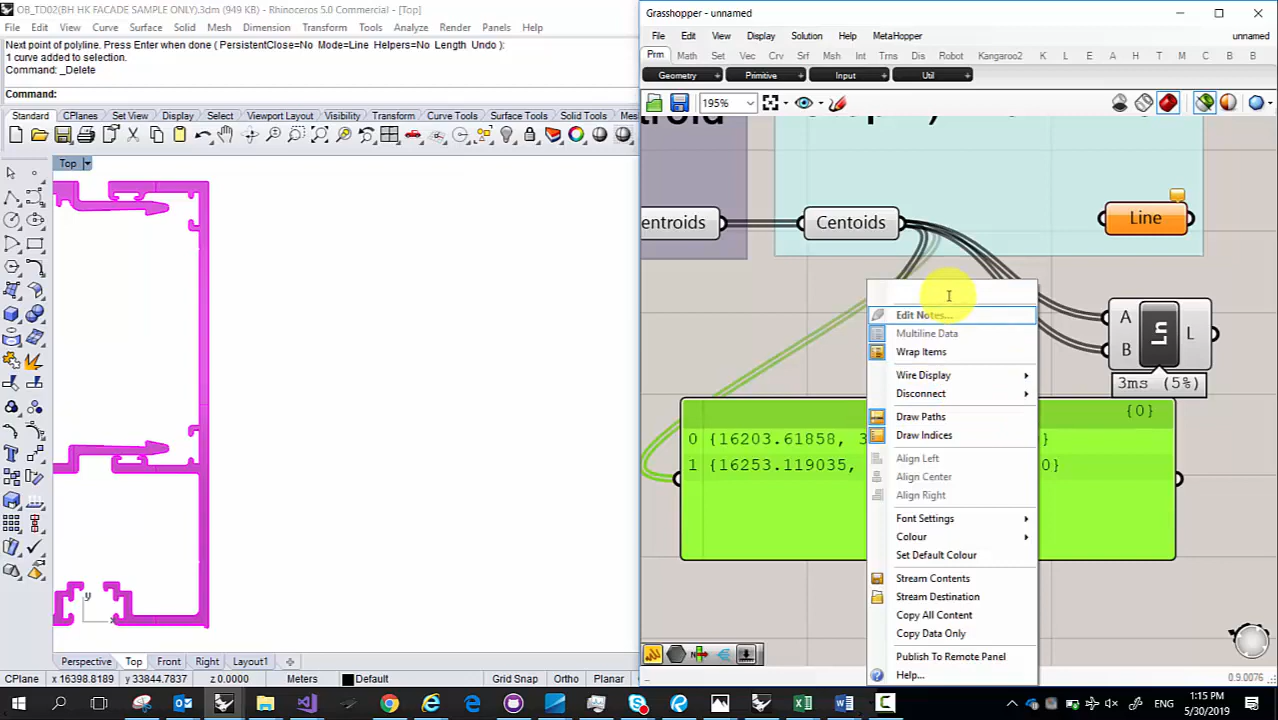 OB_TD02(BH HK FACADE SAMPLE ONLY).3dm (949 KB) - Rhinoceros 5.0 Commercial - [Top]
File Edit View Curve Surface Solid Mesh Dimension Transform Tools Analyze Render Panels Help
Next point of polyline. Press Enter when done ( PersistentClose=No Mode=Line Helpers=No Length Undo ):
1 curve added to selection.
Command: _Delete
Command:
Standard CPlanes Set View Display Select Viewport Layout Visibility Transform Curve Tools Surface Tools Solid Tools Mes
Top
y
x
Perspective Top Front Right Layout1
CPlane x 16398.8189 y 33844.7837 z 0.0000 Meters Default Grid Snap Ortho Planar
Grasshopper - unnamed
File Edit View Display Solution Help MetaHopper unnamed
Prm Math Set Vec Crv Srf Msh Int Trns Dis Robot Kangaroo2 K L E A H T M C B B
Geometry Primitive Input Util
195%
entroids Centoids Line
A
B
Ln
L
3ms (5%)
{0}
0 {16203.61858, 3
1 {16253.119035, 0}
Edit Notes...
Multiline Data
Wrap Items
Wire Display
Disconnect
Draw Paths
Draw Indices
Align Left
Align Center
Align Right
Font Settings
Colour
Set Default Colour
Stream Contents
Stream Destination
Copy All Content
Copy Data Only
Publish To Remote Panel
Help...
0.9.0076
ENG
1:15 PM
5/30/2019